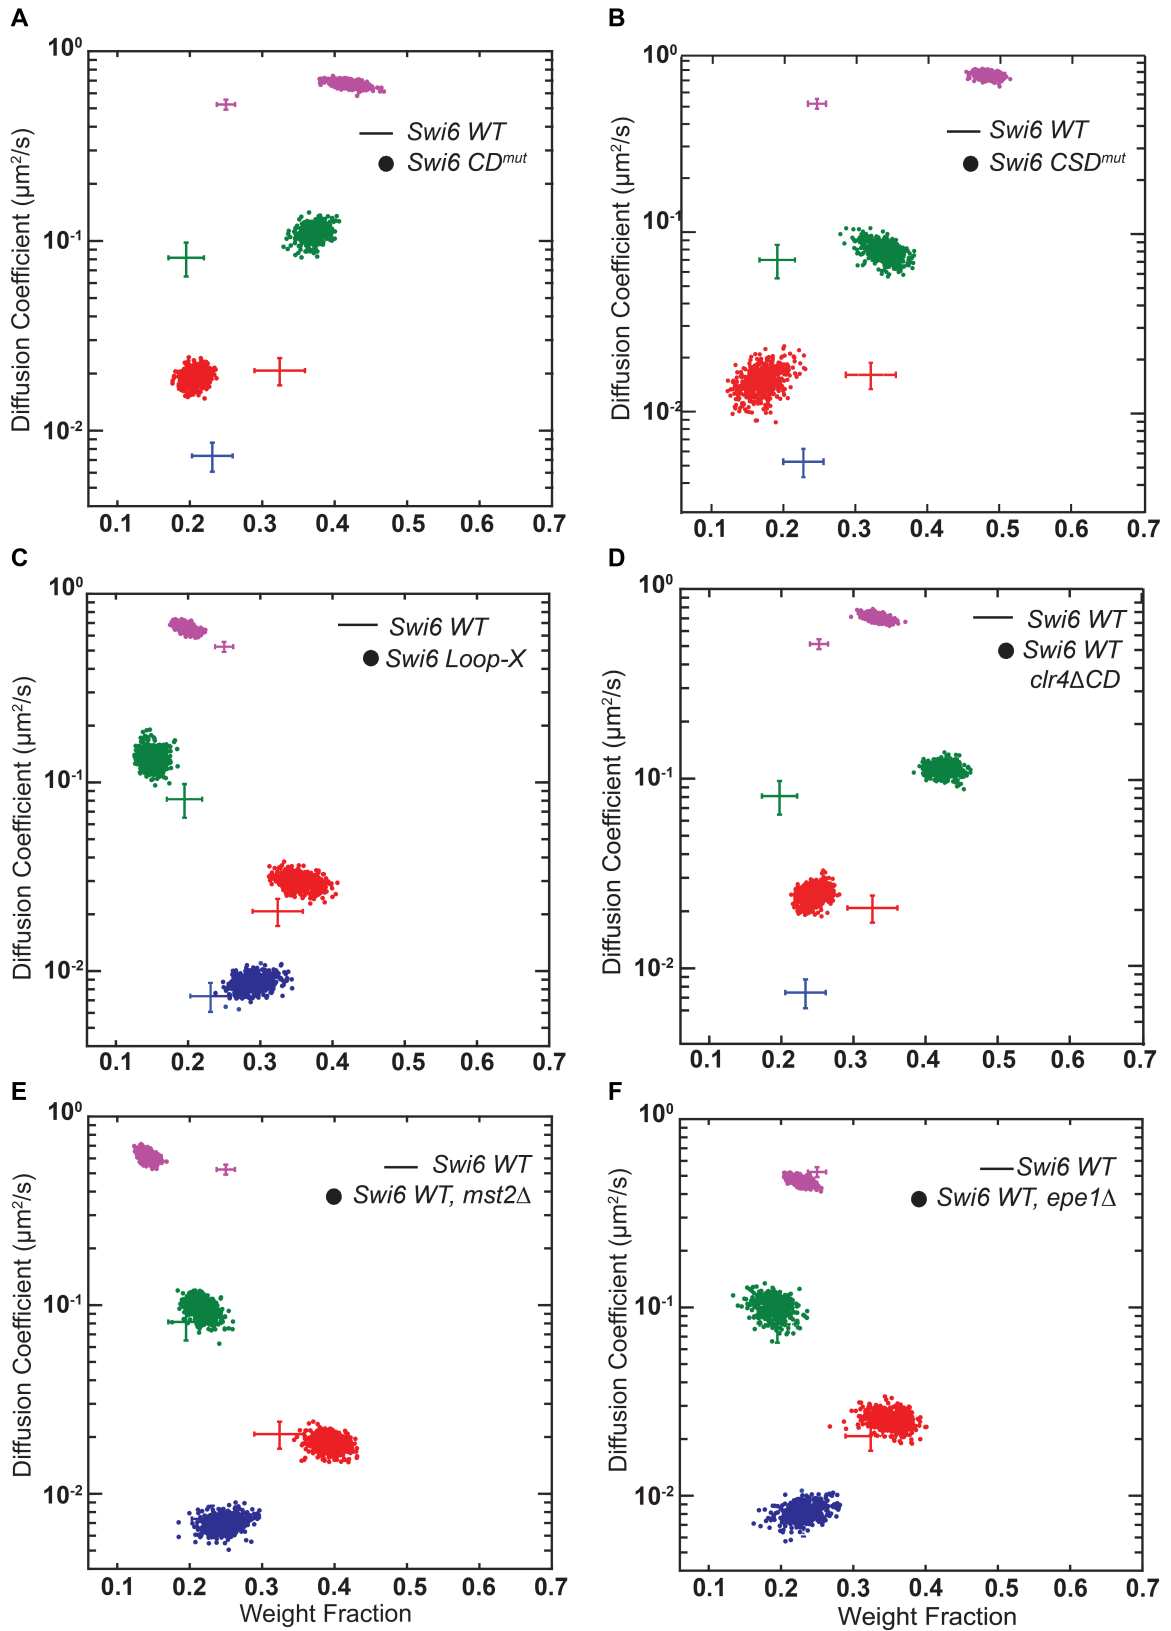 A
10⁰
10⁻¹
10⁻²
Diffusion Coefficient (μm²/s)
Swi6 WT
Swi6 CDᵐᵘᵗ
0.1 0.2 0.3 0.4 0.5 0.6 0.7
B
10⁰
10⁻¹
10⁻²
Diffusion Coefficient (μm²/s)
Swi6 WT
Swi6 CSDᵐᵘᵗ
0.1 0.2 0.3 0.4 0.5 0.6 0.7
C
10⁰
10⁻¹
10⁻²
Diffusion Coefficient (μm²/s)
Swi6 WT
Swi6 Loop-X
0.1 0.2 0.3 0.4 0.5 0.6 0.7
D
10⁰
10⁻¹
10⁻²
Diffusion Coefficient (μm²/s)
Swi6 WT
Swi6 WT
clr4ΔCD
0.1 0.2 0.3 0.4 0.5 0.6 0.7
E
10⁰
10⁻¹
10⁻²
Diffusion Coefficient (μm²/s)
Swi6 WT
Swi6 WT, mst2Δ
0.1 0.2 0.3 0.4 0.5 0.6 0.7
Weight Fraction
F
10⁰
10⁻¹
10⁻²
Diffusion Coefficient (μm²/s)
Swi6 WT
Swi6 WT, epe1Δ
0.1 0.2 0.3 0.4 0.5 0.6 0.7
Weight Fraction